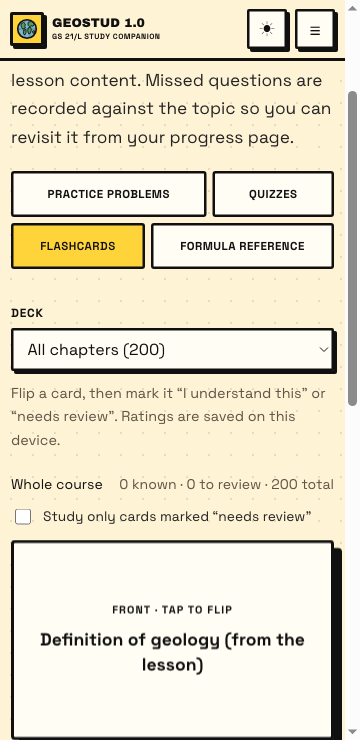 GEOSTUD 1.0
GS 21/L STUDY COMPANION
lesson content. Missed questions are
recorded against the topic so you can
revisit it from your progress page.
PRACTICE PROBLEMS
QUIZZES
FLASHCARDS
FORMULA REFERENCE
DECK
All chapters (200)
Flip a card, then mark it “I understand this” or
“needs review”. Ratings are saved on this
device.
Whole course 0 known · 0 to review · 200 total
Study only cards marked “needs review”
FRONT · TAP TO FLIP
Definition of geology (from the
lesson)